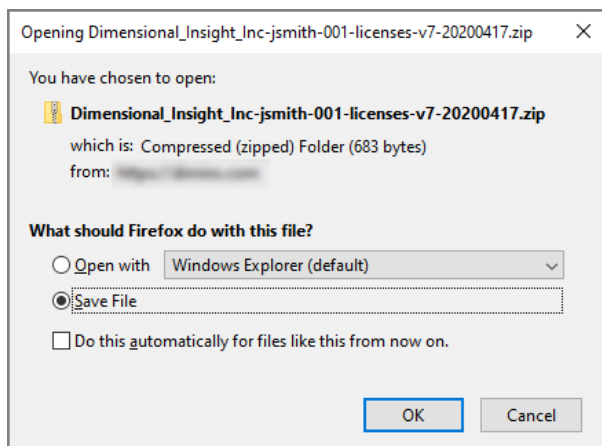 Opening Dimensional_Insight_Inc-jsmith-001-licenses-v7-20200417.zip
You have chosen to open:
Dimensional_Insight_Inc-jsmith-001-licenses-v7-20200417.zip
which is: Compressed (zipped) Folder (683 bytes)
from:
What should Firefox do with this file?
Open with Windows Explorer (default)
Save File
Do this automatically for files like this from now on.
OK Cancel